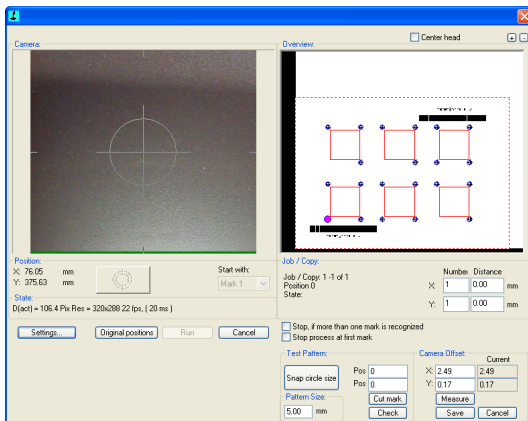 Center head
+ -
Camera:
Overview:
Position:
X: 76.05 mm
Y: 375.63 mm
Start with:
Mark 1
State:
D(act) = 106.4 Pix Res = 320x288 22 fps, ( 20 ms )
Settings...
Original positions
Run
Cancel
Job / Copy:
Job / Copy: 1 -1 of 1
Position 0
State:
Number Distance
X: 1 0.00 mm
Y: 1 0.00
Stop, if more than one mark is recognized
Stop process at first mark
Test Pattern:
Snap circle size
Pos 0
Pos 0
Cut mark
Check
Pattern Size:
5.00 mm
Camera Offset:
Current
X: 2.49 2.49
Y: 0.17 0.17
Measure
Save
Cancel